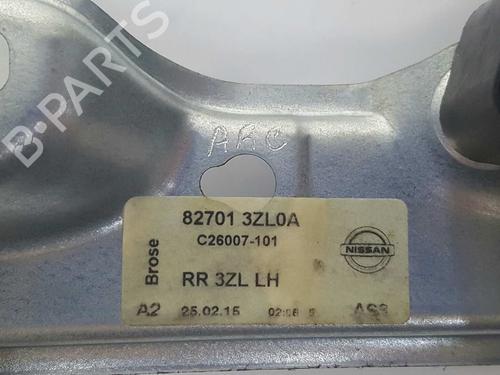 B-PARTS
ARC
82701 3ZL0A
C26007-101
Brose
NISSAN
RR 3ZL LH
A2 25.02.15